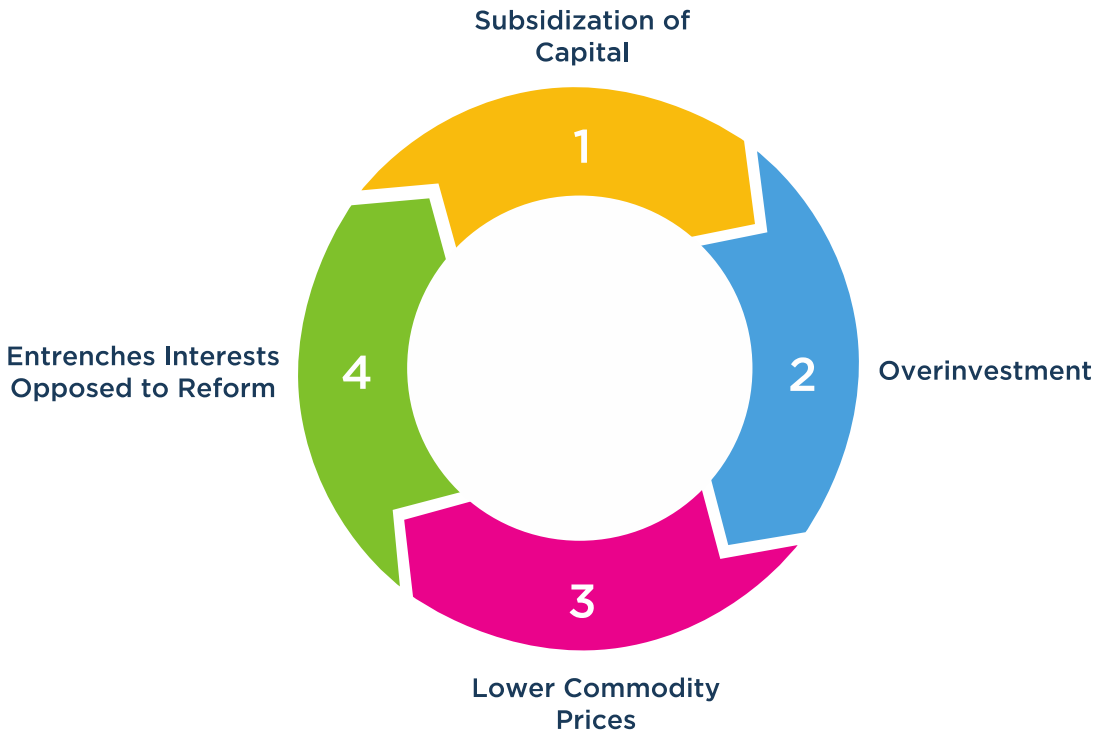 Subsidization of
Capital
1
2
Overinvestment
3
Lower Commodity
Prices
4
Entrenches Interests
Opposed to Reform